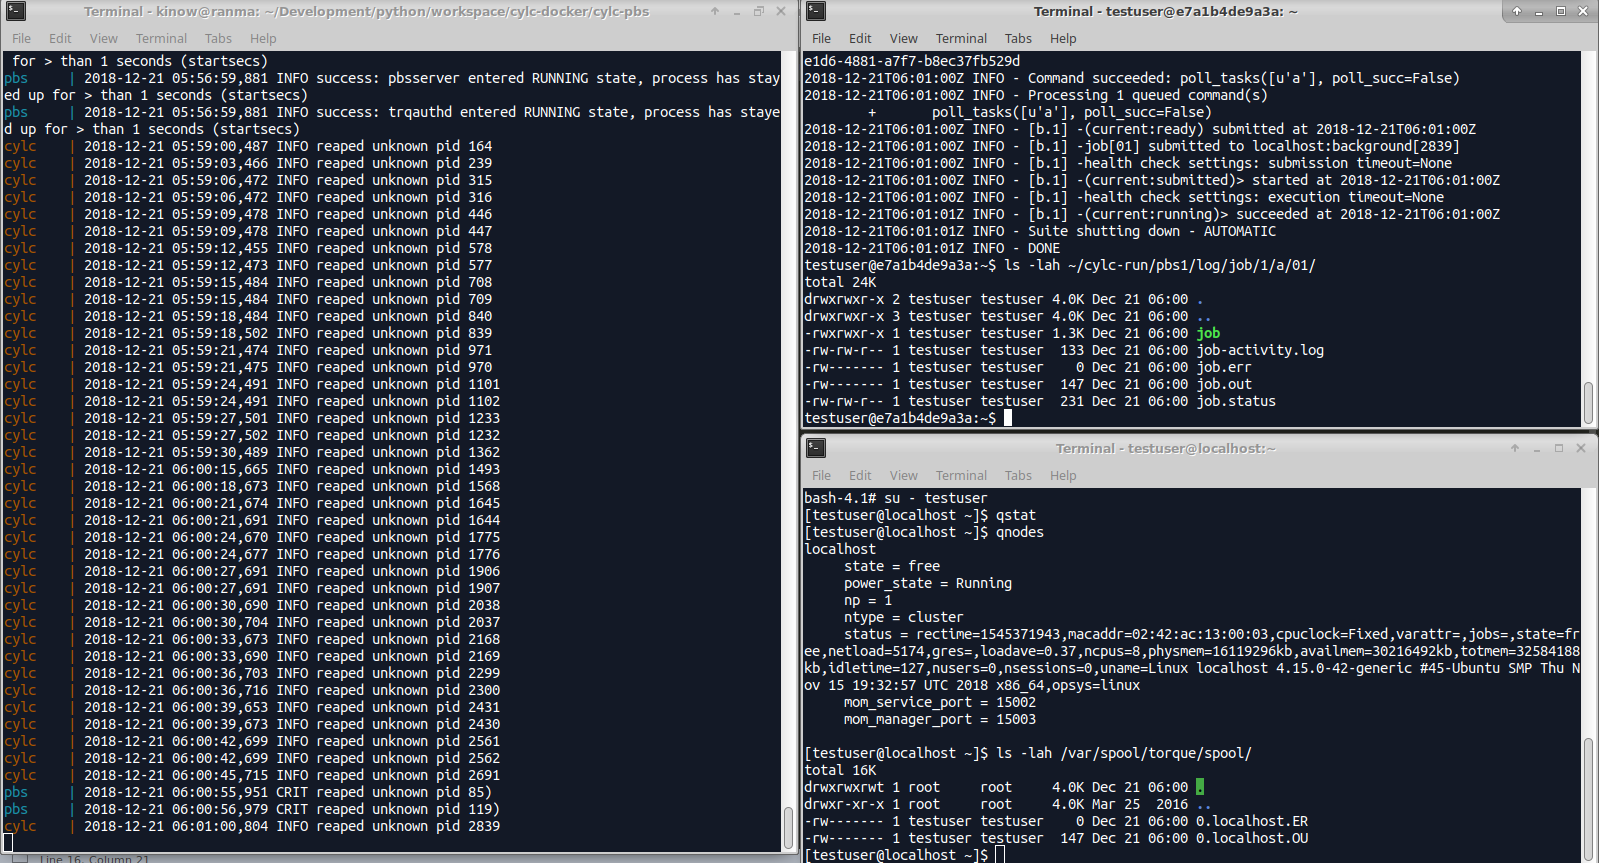 Terminal - kinow@ranma: ~/Development/python/workspace/cylc-docker/cylc-pbs
File Edit View Terminal Tabs Help
 for > than 1 seconds (startsecs)
pbs | 2018-12-21 05:56:59,881 INFO success: pbsserver entered RUNNING state, process has stay
ed up for > than 1 seconds (startsecs)
pbs | 2018-12-21 05:56:59,881 INFO success: trqauthd entered RUNNING state, process has staye
d up for > than 1 seconds (startsecs)
cylc | 2018-12-21 05:59:00,487 INFO reaped unknown pid 164
cylc | 2018-12-21 05:59:03,466 INFO reaped unknown pid 239
cylc | 2018-12-21 05:59:06,472 INFO reaped unknown pid 315
cylc | 2018-12-21 05:59:06,472 INFO reaped unknown pid 316
cylc | 2018-12-21 05:59:09,478 INFO reaped unknown pid 446
cylc | 2018-12-21 05:59:09,478 INFO reaped unknown pid 447
cylc | 2018-12-21 05:59:12,455 INFO reaped unknown pid 578
cylc | 2018-12-21 05:59:12,473 INFO reaped unknown pid 577
cylc | 2018-12-21 05:59:15,484 INFO reaped unknown pid 708
cylc | 2018-12-21 05:59:15,484 INFO reaped unknown pid 709
cylc | 2018-12-21 05:59:18,484 INFO reaped unknown pid 840
cylc | 2018-12-21 05:59:18,502 INFO reaped unknown pid 839
cylc | 2018-12-21 05:59:21,474 INFO reaped unknown pid 971
cylc | 2018-12-21 05:59:21,475 INFO reaped unknown pid 970
cylc | 2018-12-21 05:59:24,491 INFO reaped unknown pid 1101
cylc | 2018-12-21 05:59:24,491 INFO reaped unknown pid 1102
cylc | 2018-12-21 05:59:27,501 INFO reaped unknown pid 1233
cylc | 2018-12-21 05:59:27,502 INFO reaped unknown pid 1232
cylc | 2018-12-21 05:59:30,489 INFO reaped unknown pid 1362
cylc | 2018-12-21 06:00:15,665 INFO reaped unknown pid 1493
cylc | 2018-12-21 06:00:18,673 INFO reaped unknown pid 1568
cylc | 2018-12-21 06:00:21,674 INFO reaped unknown pid 1645
cylc | 2018-12-21 06:00:21,691 INFO reaped unknown pid 1644
cylc | 2018-12-21 06:00:24,670 INFO reaped unknown pid 1775
cylc | 2018-12-21 06:00:24,677 INFO reaped unknown pid 1776
cylc | 2018-12-21 06:00:27,691 INFO reaped unknown pid 1906
cylc | 2018-12-21 06:00:27,691 INFO reaped unknown pid 1907
cylc | 2018-12-21 06:00:30,690 INFO reaped unknown pid 2038
cylc | 2018-12-21 06:00:30,704 INFO reaped unknown pid 2037
cylc | 2018-12-21 06:00:33,673 INFO reaped unknown pid 2168
cylc | 2018-12-21 06:00:33,690 INFO reaped unknown pid 2169
cylc | 2018-12-21 06:00:36,703 INFO reaped unknown pid 2299
cylc | 2018-12-21 06:00:36,716 INFO reaped unknown pid 2300
cylc | 2018-12-21 06:00:39,653 INFO reaped unknown pid 2431
cylc | 2018-12-21 06:00:39,673 INFO reaped unknown pid 2430
cylc | 2018-12-21 06:00:42,699 INFO reaped unknown pid 2561
cylc | 2018-12-21 06:00:42,699 INFO reaped unknown pid 2562
cylc | 2018-12-21 06:00:45,715 INFO reaped unknown pid 2691
pbs | 2018-12-21 06:00:55,951 CRIT reaped unknown pid 85)
pbs | 2018-12-21 06:00:56,979 CRIT reaped unknown pid 119)
cylc | 2018-12-21 06:01:00,804 INFO reaped unknown pid 2839
Line 16, Column 21
Terminal - testuser@e7a1b4de9a3a: ~
File Edit View Terminal Tabs Help
e1d6-4881-a7f7-b8ec37fb529d
2018-12-21T06:01:00Z INFO - Command succeeded: poll_tasks([u'a'], poll_succ=False)
2018-12-21T06:01:00Z INFO - Processing 1 queued command(s)
+ poll_tasks([u'a'], poll_succ=False)
2018-12-21T06:01:00Z INFO - [b.1] -(current:ready) submitted at 2018-12-21T06:01:00Z
2018-12-21T06:01:00Z INFO - [b.1] -job[01] submitted to localhost:background[2839]
2018-12-21T06:01:00Z INFO - [b.1] -health check settings: submission timeout=None
2018-12-21T06:01:00Z INFO - [b.1] -(current:submitted)> started at 2018-12-21T06:01:00Z
2018-12-21T06:01:00Z INFO - [b.1] -health check settings: execution timeout=None
2018-12-21T06:01:01Z INFO - [b.1] -(current:running)> succeeded at 2018-12-21T06:01:00Z
2018-12-21T06:01:01Z INFO - Suite shutting down - AUTOMATIC
2018-12-21T06:01:01Z INFO - DONE
testuser@e7a1b4de9a3a:~$ ls -lah ~/cylc-run/pbs1/log/job/1/a/01/
total 24K
drwxrwxr-x 2 testuser testuser 4.0K Dec 21 06:00 .
drwxrwxr-x 3 testuser testuser 4.0K Dec 21 06:00 ..
-rwxrwxr-x 1 testuser testuser 1.3K Dec 21 06:00 job
-rw-rw-r-- 1 testuser testuser 133 Dec 21 06:00 job-activity.log
-rw------- 1 testuser testuser 0 Dec 21 06:00 job.err
-rw------- 1 testuser testuser 147 Dec 21 06:00 job.out
-rw-rw-r-- 1 testuser testuser 231 Dec 21 06:00 job.status
testuser@e7a1b4de9a3a:~$
Terminal - testuser@localhost:~
File Edit View Terminal Tabs Help
bash-4.1# su - testuser
[testuser@localhost ~]$ qstat
[testuser@localhost ~]$ qnodes
localhost
state = free
power_state = Running
np = 1
ntype = cluster
status = rectime=1545371943,macaddr=02:42:ac:13:00:03,cpuclock=Fixed,varattr=,jobs=,state=fr
ee,netload=5174,gres=,loadave=0.37,ncpus=8,physmem=16119296kb,availmem=30216492kb,totmem=32584188
kb,idletime=127,nusers=0,nsessions=0,uname=Linux localhost 4.15.0-42-generic #45-Ubuntu SMP Thu N
ov 15 19:32:57 UTC 2018 x86_64,opsys=linux
mom_service_port = 15002
mom_manager_port = 15003
[testuser@localhost ~]$ ls -lah /var/spool/torque/spool/
total 16K
drwxrwxrwt 1 root root 4.0K Dec 21 06:00 .
drwxr-xr-x 1 root root 4.0K Mar 25 2016 ..
-rw------- 1 testuser testuser 0 Dec 21 06:00 0.localhost.ER
-rw------- 1 testuser testuser 147 Dec 21 06:00 0.localhost.OU
[testuser@localhost ~]$